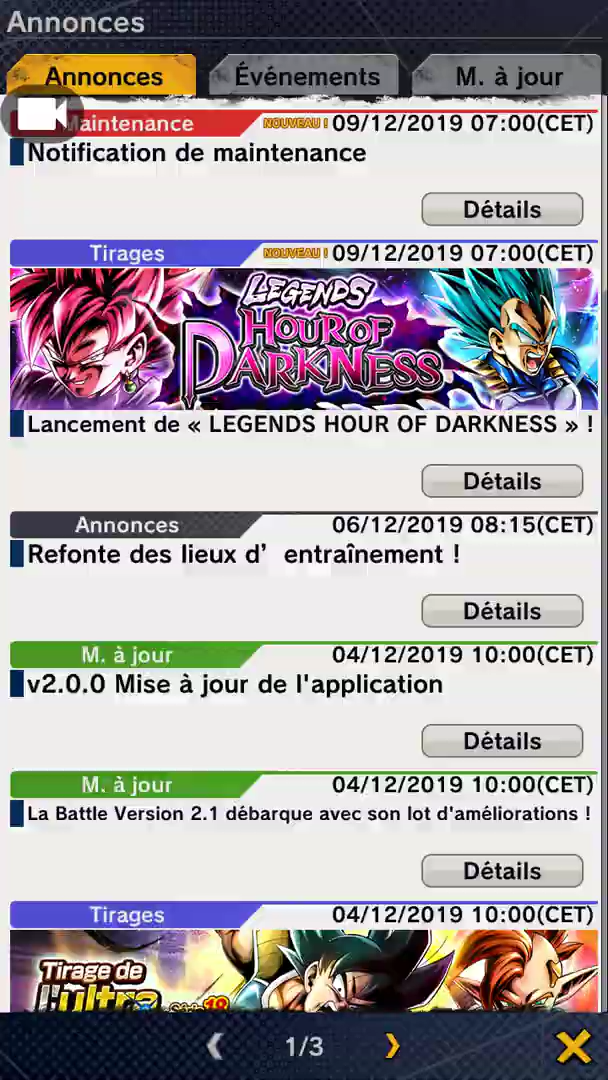 Annonces
Annonces
Événements
M. à jour
Maintenance
NOUVEAU !
09/12/2019 07:00(CET)
Notification de maintenance
Détails
Tirages
NOUVEAU !
09/12/2019 07:00(CET)
LEGENDS
HOUR OF
DARKNESS
Lancement de « LEGENDS HOUR OF DARKNESS » !
Détails
Annonces
06/12/2019 08:15(CET)
Refonte des lieux d’ entraînement !
Détails
M. à jour
04/12/2019 10:00(CET)
v2.0.0 Mise à jour de l'application
Détails
M. à jour
04/12/2019 10:00(CET)
La Battle Version 2.1 débarque avec son lot d'améliorations !
Détails
Tirages
04/12/2019 10:00(CET)
Tirage de
l'ultra
1/3